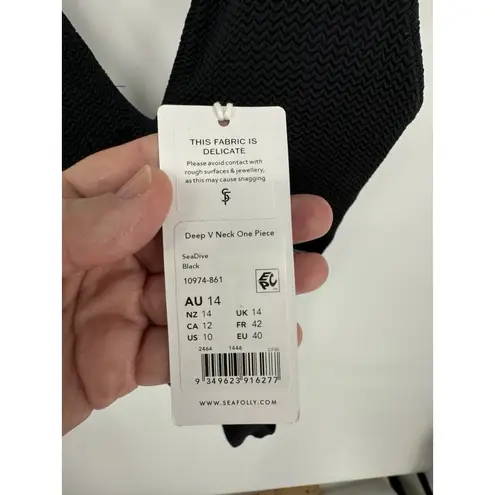 THIS FABRIC IS
DELICATE
Please avoid contact with
rough surfaces & jewellery,
as this may cause snagging
Deep V Neck One Piece
SeaDive
Black
10974-861
AU 14
NZ 14 UK 14
CA 12 FR 42
US 10 EU 40
2464 1446
9 349623 916277
WWW.SEAFOLLY.COM